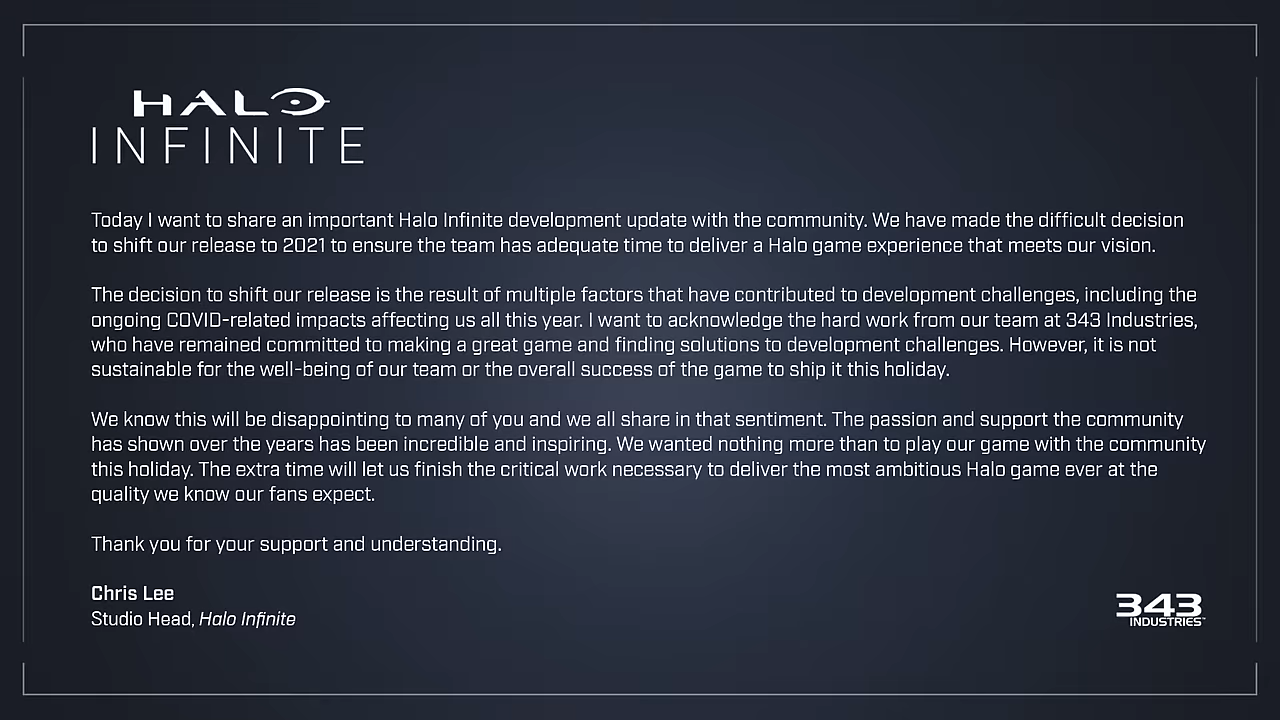 HALO
INFINITE
Today I want to share an important Halo Infinite development update with the community. We have made the difficult decision
to shift our release to 2021 to ensure the team has adequate time to deliver a Halo game experience that meets our vision.
The decision to shift our release is the result of multiple factors that have contributed to development challenges, including the
ongoing COVID-related impacts affecting us all this year. I want to acknowledge the hard work from our team at 343 Industries,
who have remained committed to making a great game and finding solutions to development challenges. However, it is not
sustainable for the well-being of our team or the overall success of the game to ship it this holiday.
We know this will be disappointing to many of you and we all share in that sentiment. The passion and support the community
has shown over the years has been incredible and inspiring. We wanted nothing more than to play our game with the community
this holiday. The extra time will let us finish the critical work necessary to deliver the most ambitious Halo game ever at the
quality we know our fans expect.
Thank you for your support and understanding.
Chris Lee
Studio Head, Halo Infinite
343
INDUSTRIES™